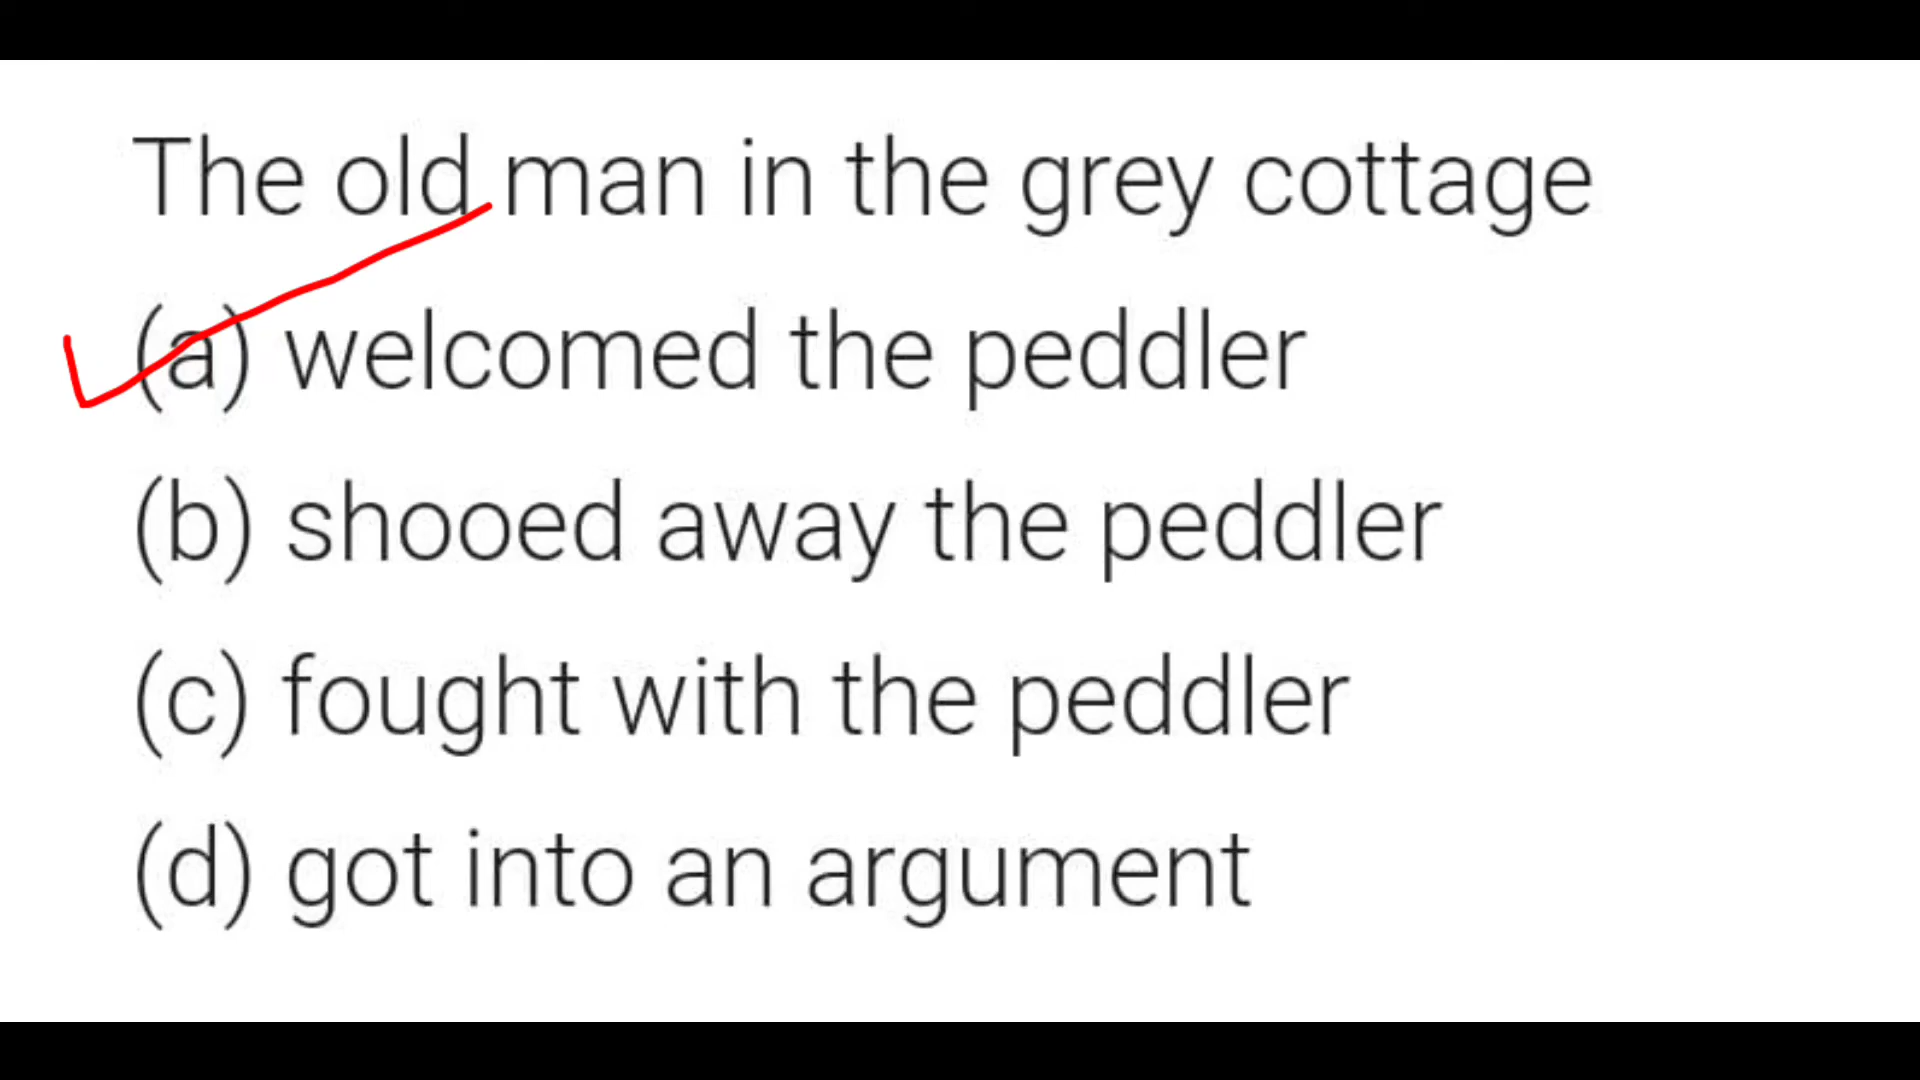 The old man in the grey cottage
(a) welcomed the peddler
(b) shooed away the peddler
(c) fought with the peddler
(d) got into an argument